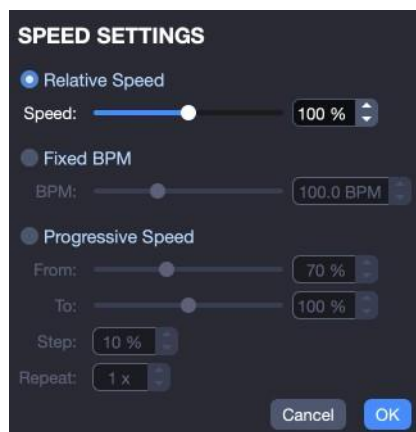 SPEED SETTINGS
Relative Speed
Speed: 100 %
Fixed BPM
BPM: 100.0 BPM
Progressive Speed
From: 70 %
To: 100 %
Step: 10 %
Repeat: 1 x
Cancel OK